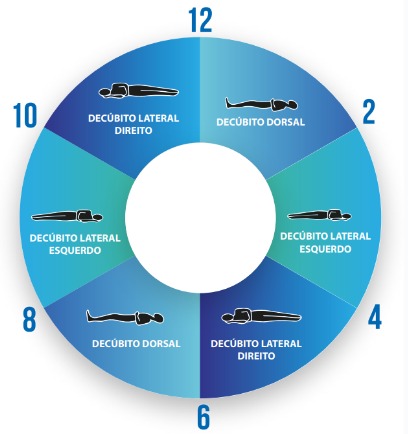 12
DECÚBITO LATERAL
DIREITO
DECÚBITO DORSAL
10
2
DECÚBITO LATERAL
ESQUERDO
DECÚBITO LATERAL
ESQUERDO
8
4
DECÚBITO DORSAL
DECÚBITO LATERAL
DIREITO
6